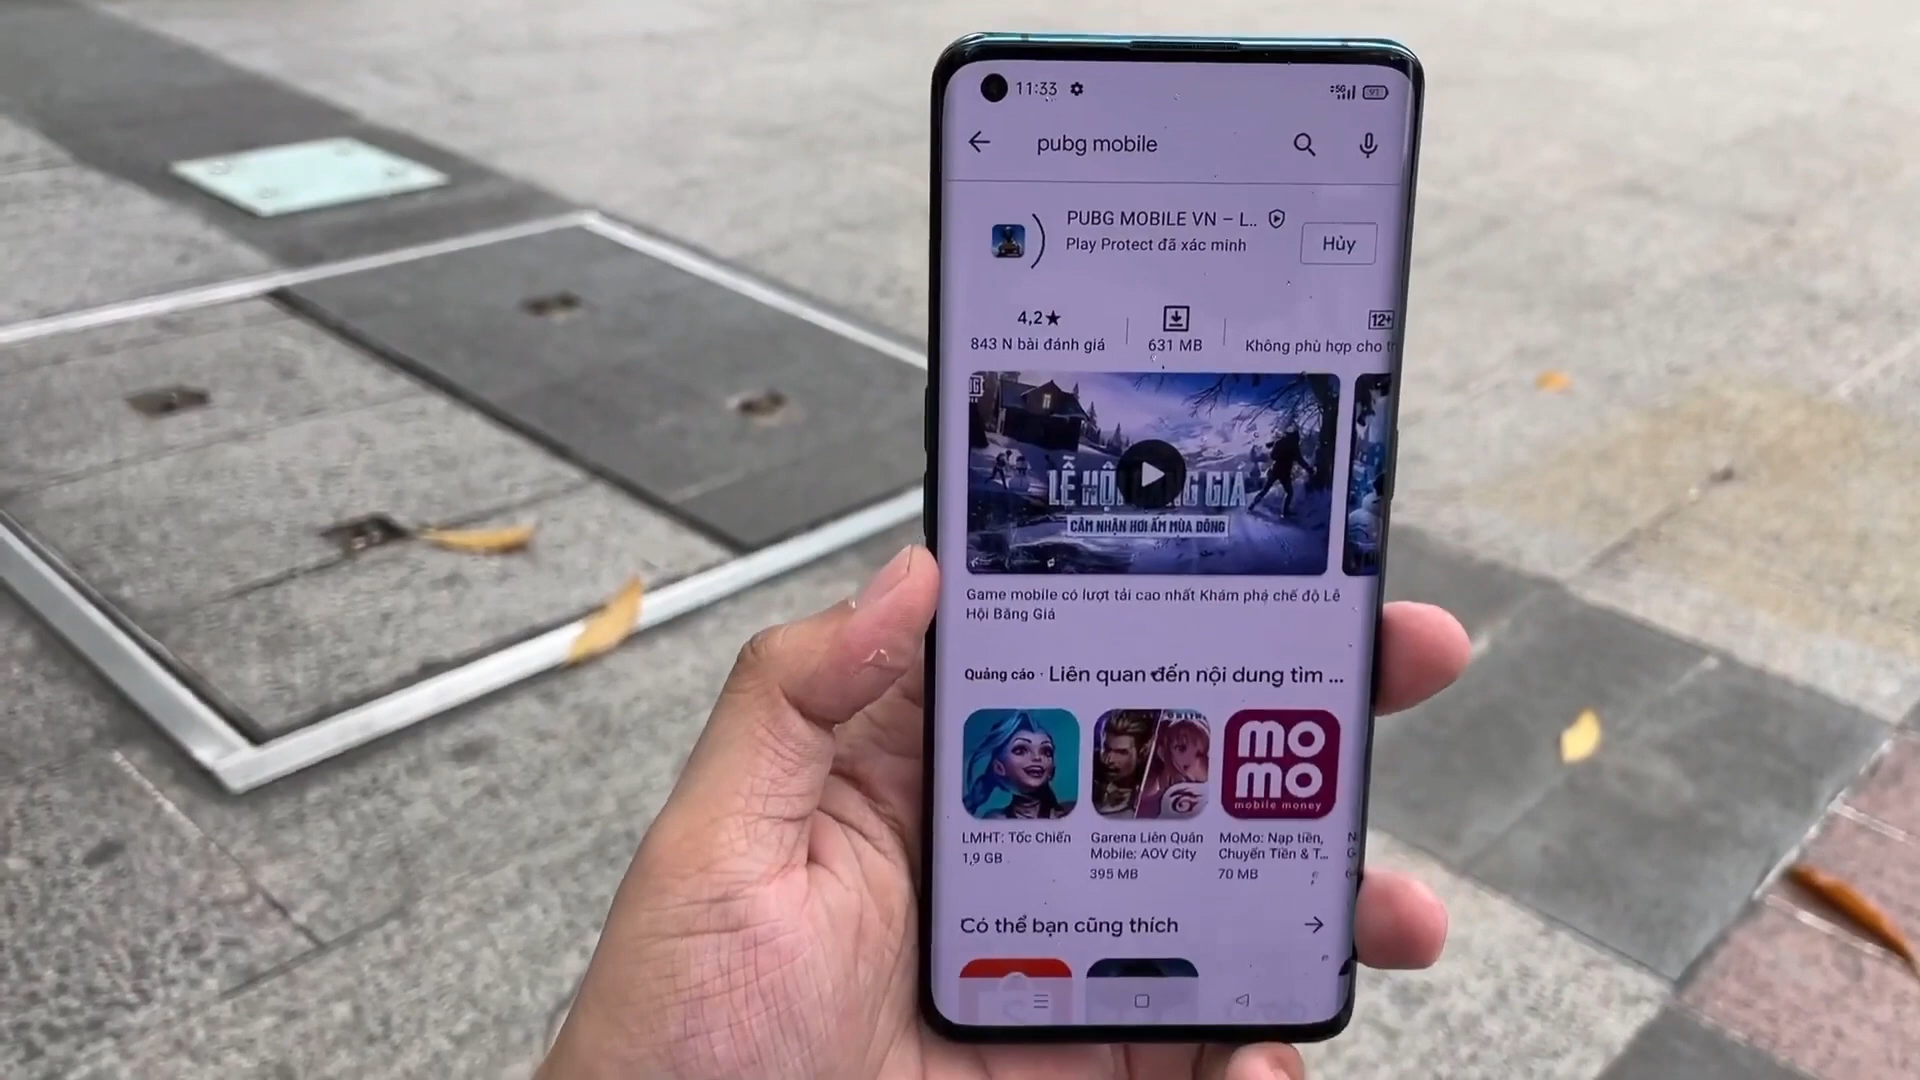 11:33
5G
91
pubg mobile
PUBG MOBILE VN – L..
Play Protect đã xác minh
Hủy
4,2★
843 N bài đánh giá
631 MB
12+
Không phù hợp cho tr
LỄ HỘI BĂNG GIÁ
CẢM NHẬN HƠI ẤM MÙA ĐÔNG
Game mobile có lượt tải cao nhất Khám phá chế độ Lễ
Hội Băng Giá
Quảng cáo · Liên quan đến nội dung tìm ...
mo
mo
mobile money
LMHT: Tốc Chiến
1,9 GB
Garena Liên Quân
Mobile: AOV City
395 MB
MoMo: Nạp tiền,
Chuyển Tiền & T...
70 MB
Có thể bạn cũng thích